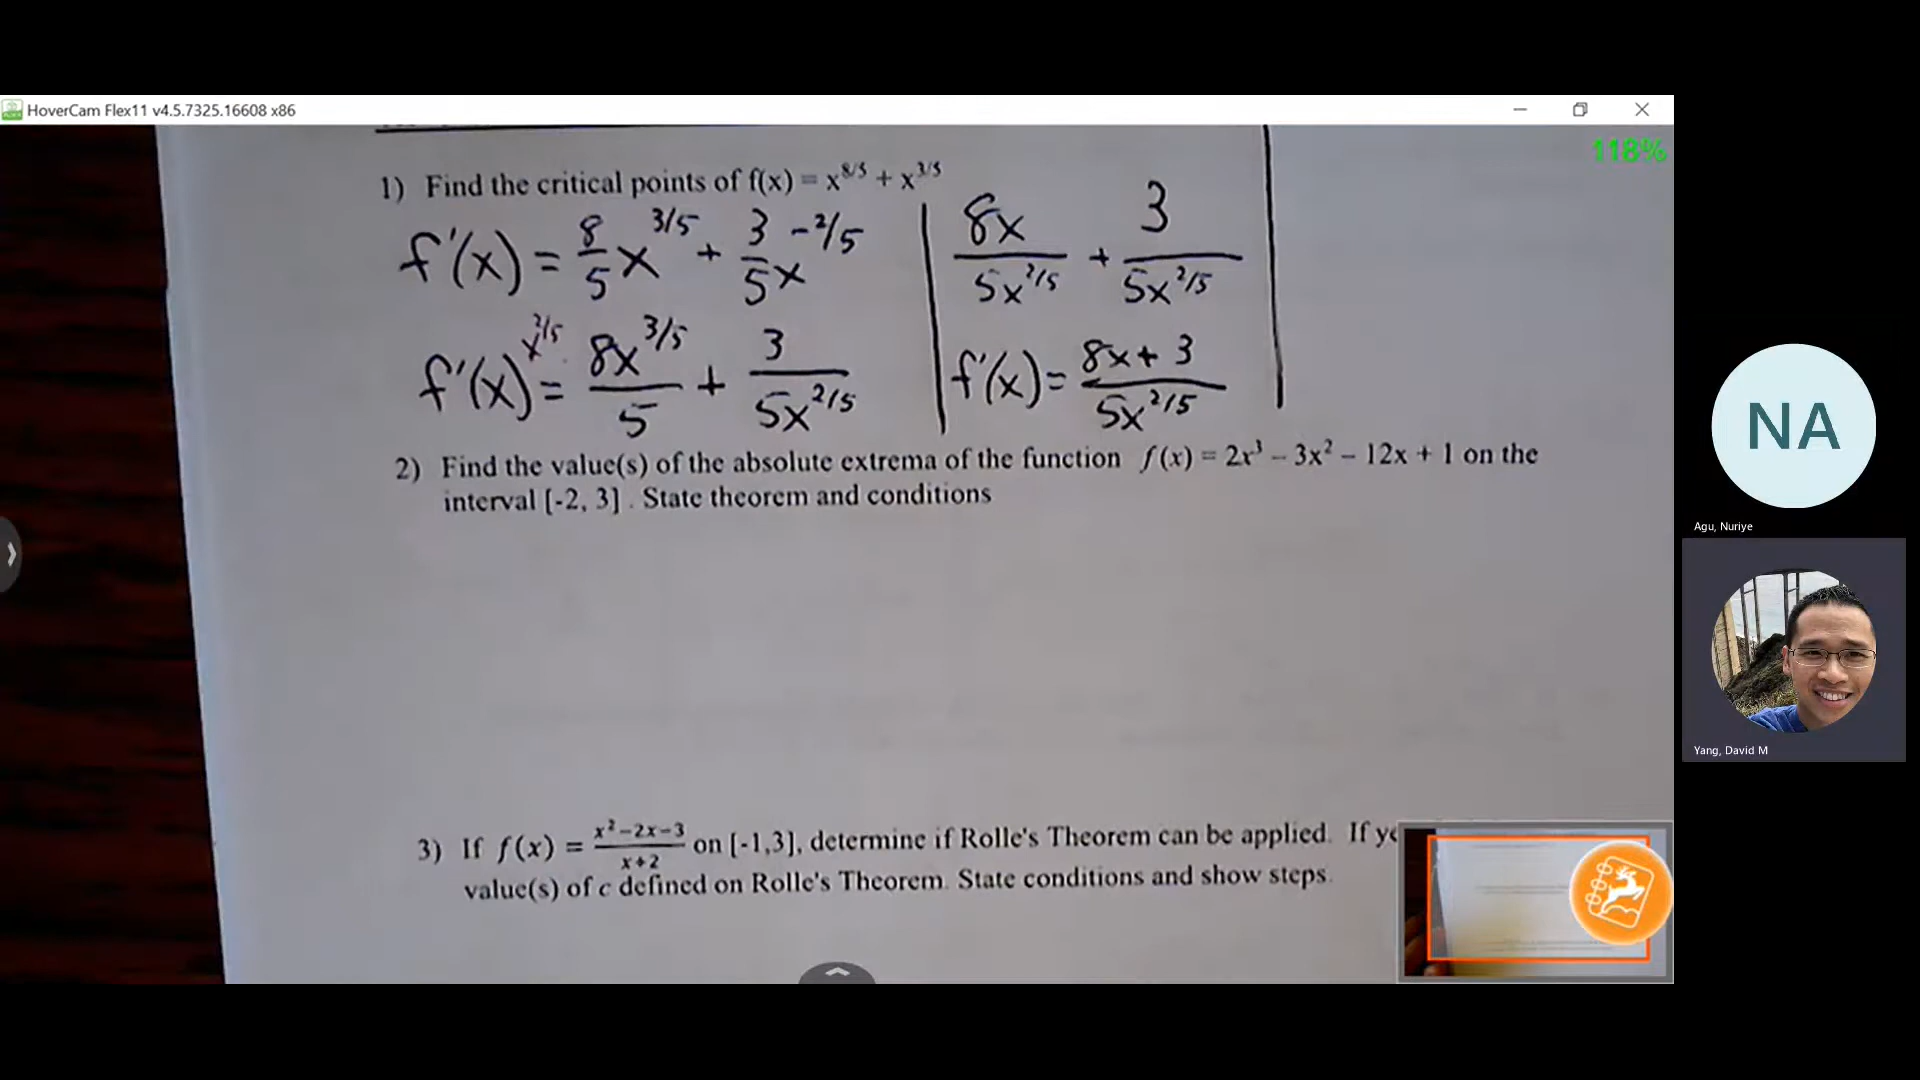 HoverCam Flex11 v4.5.7325.16608 x86
118%
1) Find the critical points of f(x) = x^8/5 + x^3/5
f'(x) = 8/5 x^3/5 + 3/5 x^-2/5 | 8x/5x^2/5 + 3/5x^2/5
x^2/5
f'(x) = 8x^3/5/5 + 3/5x^2/5 | f'(x) = 8x + 3/5x^2/5
2) Find the value(s) of the absolute extrema of the function f(x) = 2x³ – 3x² – 12x + 1 on the
interval [-2, 3] . State theorem and conditions
3) If f(x) = x²−2x−3/x+2 on [-1,3], determine if Rolle's Theorem can be applied. If
value(s) of c defined on Rolle's Theorem. State conditions and show steps.
NA
Agu, Nuriye
Yang, David M